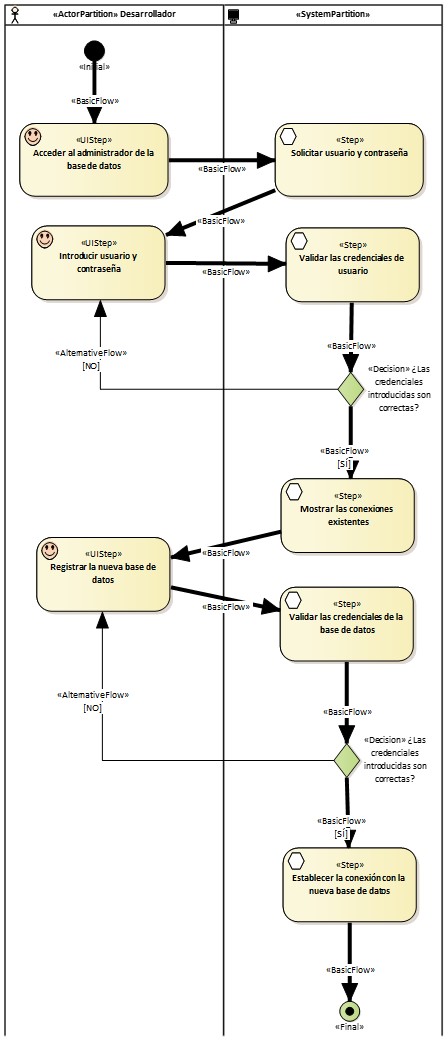 «ActorPartition» Desarrollador
«SystemPartition»
«Initial»
«BasicFlow»
«UIStep»
Acceder al administrador de la
base de datos
«BasicFlow»
«Step»
Solicitar usuario y contraseña
«BasicFlow»
«UIStep»
Introducir usuario y
contraseña
«BasicFlow»
«Step»
Validar las credenciales de
usuario
«BasicFlow»
«AlternativeFlow»
[NO]
«Decision» ¿Las
credenciales
introducidas son
correctas?
«BasicFlow»
[SÍ]
«Step»
Mostrar las conexiones
existentes
«BasicFlow»
«UIStep»
Registrar la nueva base de
datos
«BasicFlow»
«Step»
Validar las credenciales de la
base de datos
«AlternativeFlow»
[NO]
«BasicFlow»
«Decision» ¿Las
credenciales
introducidas son
correctas?
«BasicFlow»
[SÍ]
«Step»
Establecer la conexión con la
nueva base de datos
«BasicFlow»
«Final»